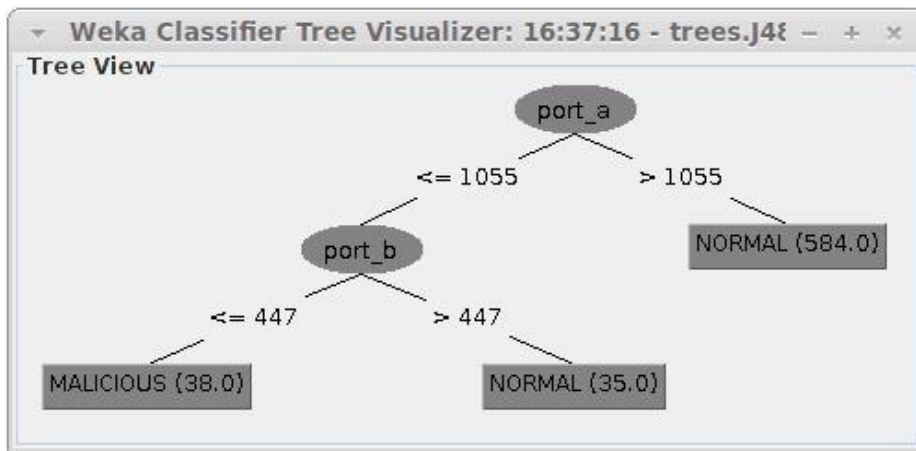 Weka Classifier Tree Visualizer: 16:37:16 - trees.J48
Tree View
port_a
<= 1055
> 1055
port_b
NORMAL (584.0)
<= 447
> 447
MALICIOUS (38.0)
NORMAL (35.0)